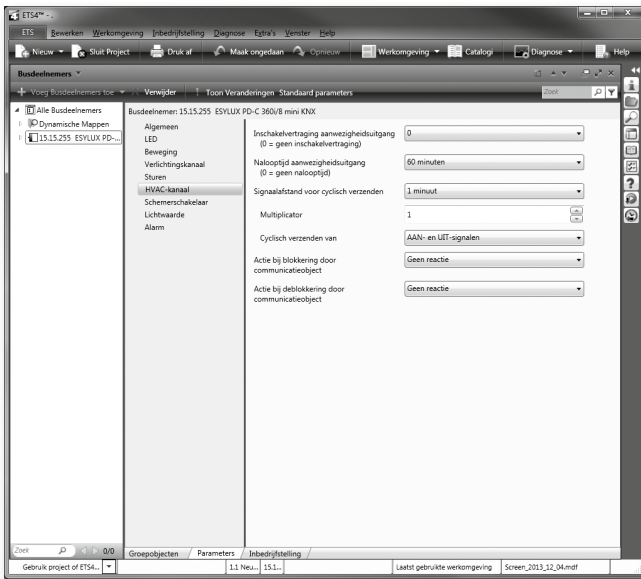 ETS4™ - .
ETS Bewerken Werkomgeving Inbedrijfstelling Diagnose Extra's Venster Help
Nieuw Sluit Project Druk af Maak ongedaan Opnieuw Werkomgeving Catalogi Diagnose Help
Busdeelnemers
Voeg Busdeelnemers toe Verwijder Toon Veranderingen Standaard parameters Zoek
Alle Busdeelnemers
Dynamische Mappen
15.15.255 ESYLUX PD-...
Busdeelnemer: 15.15.255 ESYLUX PD-C 360i/8 mini KNX
Algemeen
LED
Beweging
Verlichtingskanaal
Sturen
HVAC-kanaal
Schemerschakelaar
Lichtwaarde
Alarm
Inschakelvertraging aanwezigheidsuitgang 0
(0 = geen inschakelvertraging)
Nalooptijd aanwezigheidsuitgang 60 minuten
(0 = geen nalooptijd)
Signaalafstand voor cyclisch verzenden 1 minuut
Multiplicator 1
Cyclisch verzenden van AAN- en UIT-signalen
Actie bij blokkering door Geen reactie
communicatieobject
Actie bij deblokkering door Geen reactie
communicatieobject
Zoek 0/0
Groepobjecten Parameters Inbedrijfstelling
Gebruik project of ETS4... 1.1 Neu... 15.1... Laatst gebruikte werkomgeving Screen_2013_12_04.mdf